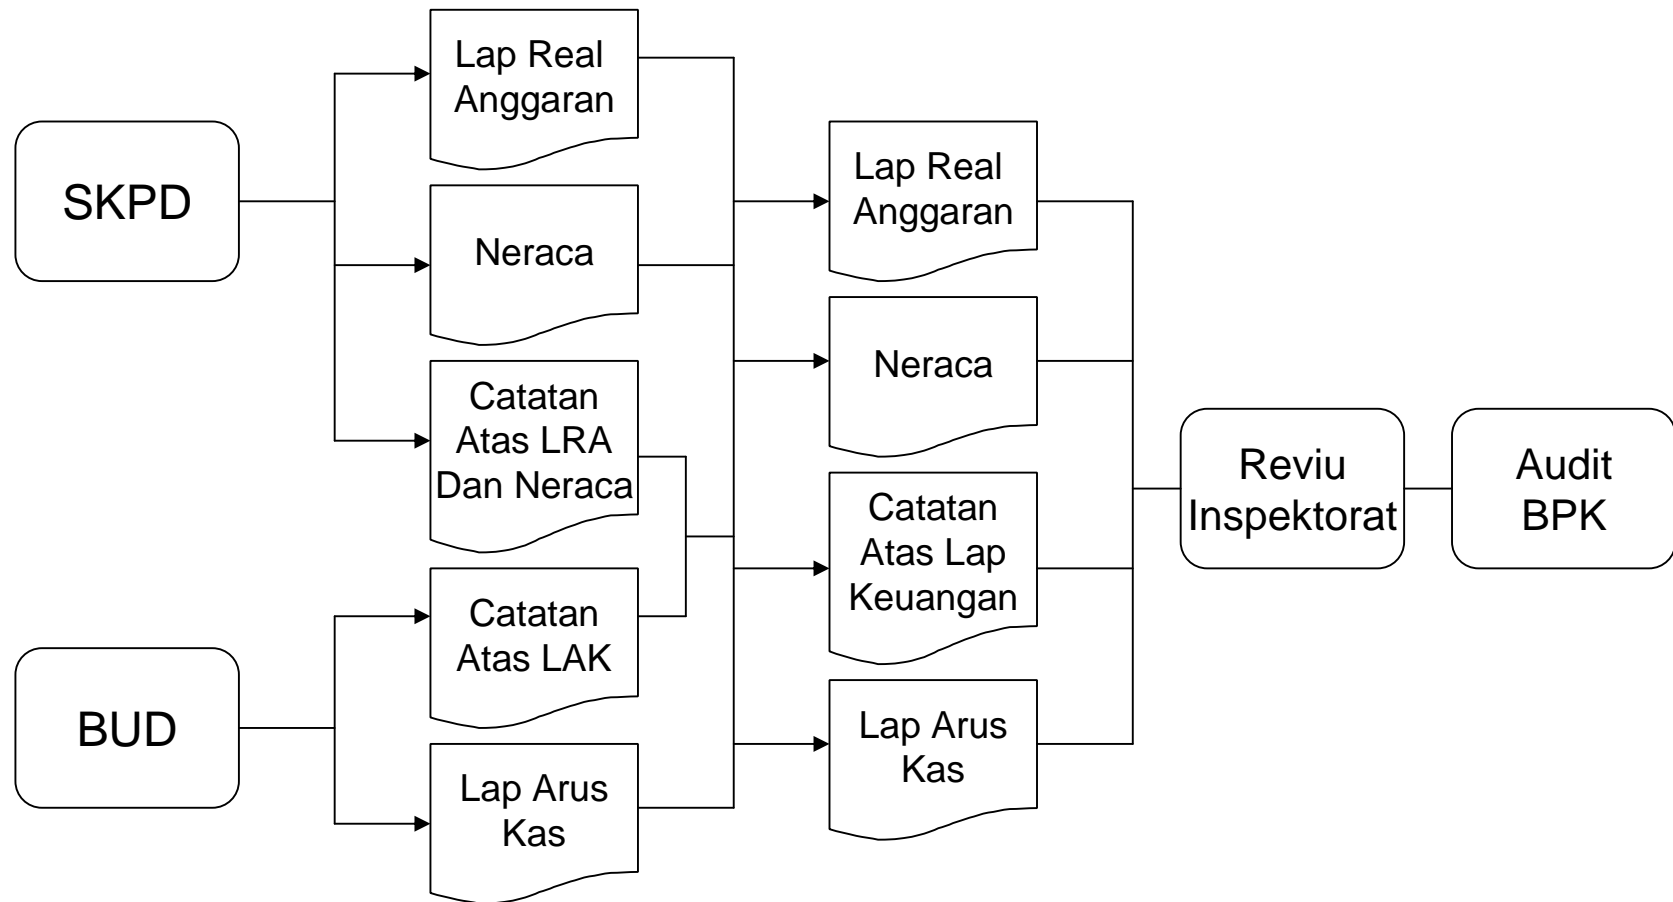 SKPD
BUD
Lap Real
Anggaran
Neraca
Catatan
Atas LRA
Dan Neraca
Catatan
Atas LAK
Lap Arus
Kas
Lap Real
Anggaran
Neraca
Catatan
Atas Lap
Keuangan
Lap Arus
Kas
Reviu
Inspektorat
Audit
BPK